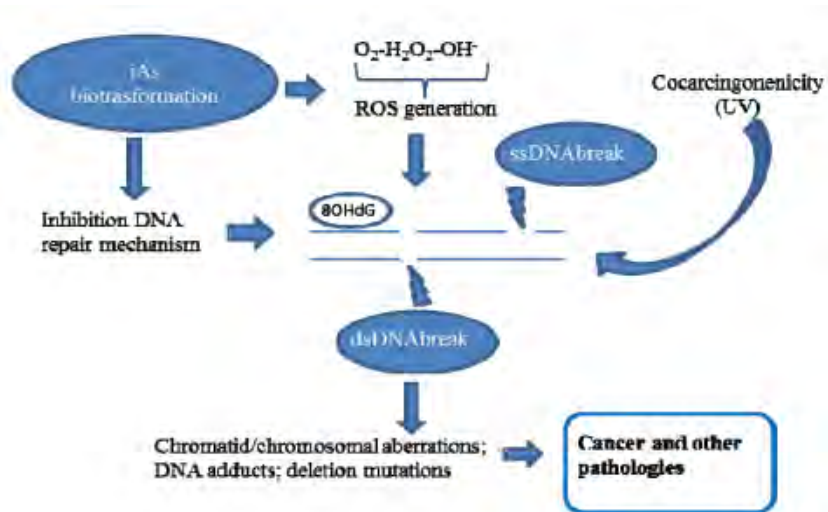 iAs
biotrasformation
O₂-H₂O₂-OH-
ROS generation
Cocarcingonenicity
(UV)
ssDNAbreak
Inhibition DNA
repair mechanism
8OHdG
dsDNAbreak
Chromatid/chromosomal aberrations;
DNA adducts; deletion mutations
Cancer and other
pathologies